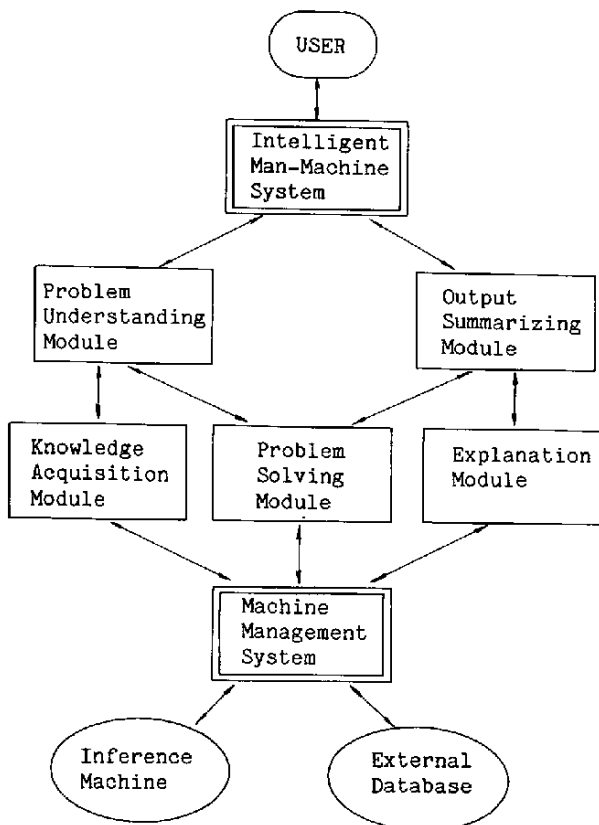 USER
Intelligent
Man-Machine
System
Problem
Understanding
Module
Output
Summarizing
Module
Knowledge
Acquisition
Module
Problem
Solving
Module
Explanation
Module
Machine
Management
System
Inference
Machine
External
Database